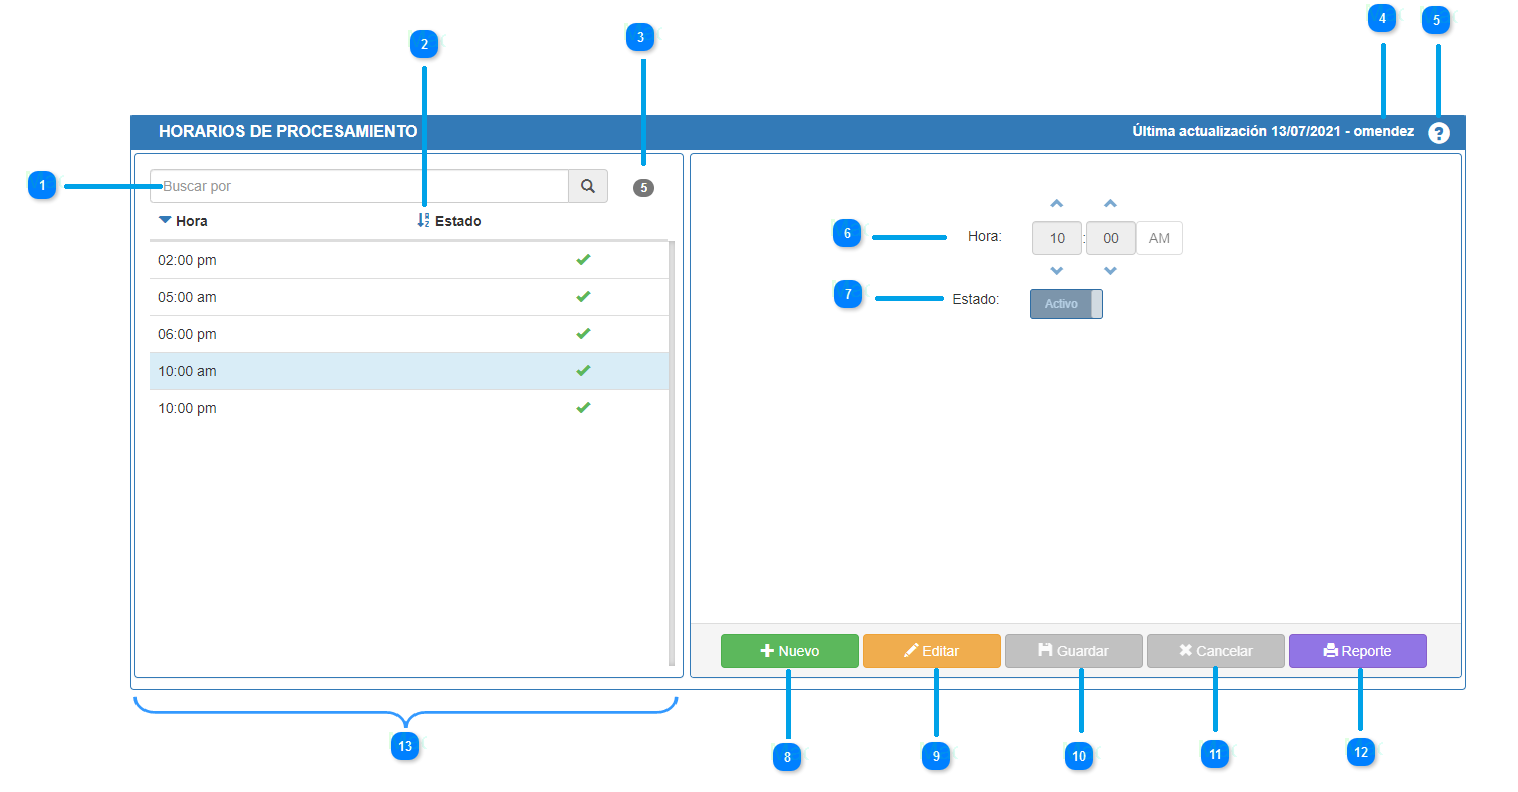 4 5
3
2
HORARIOS DE PROCESAMIENTO
Última actualización 13/07/2021 - omendez ?
1
Buscar por
5
Hora Estado
02:00 pm
05:00 am
06:00 pm
10:00 am
10:00 pm
6 Hora: 10 : 00 AM
7 Estado: Activo
Nuevo Editar Guardar Cancelar Reporte
13 8 9 10 11 12